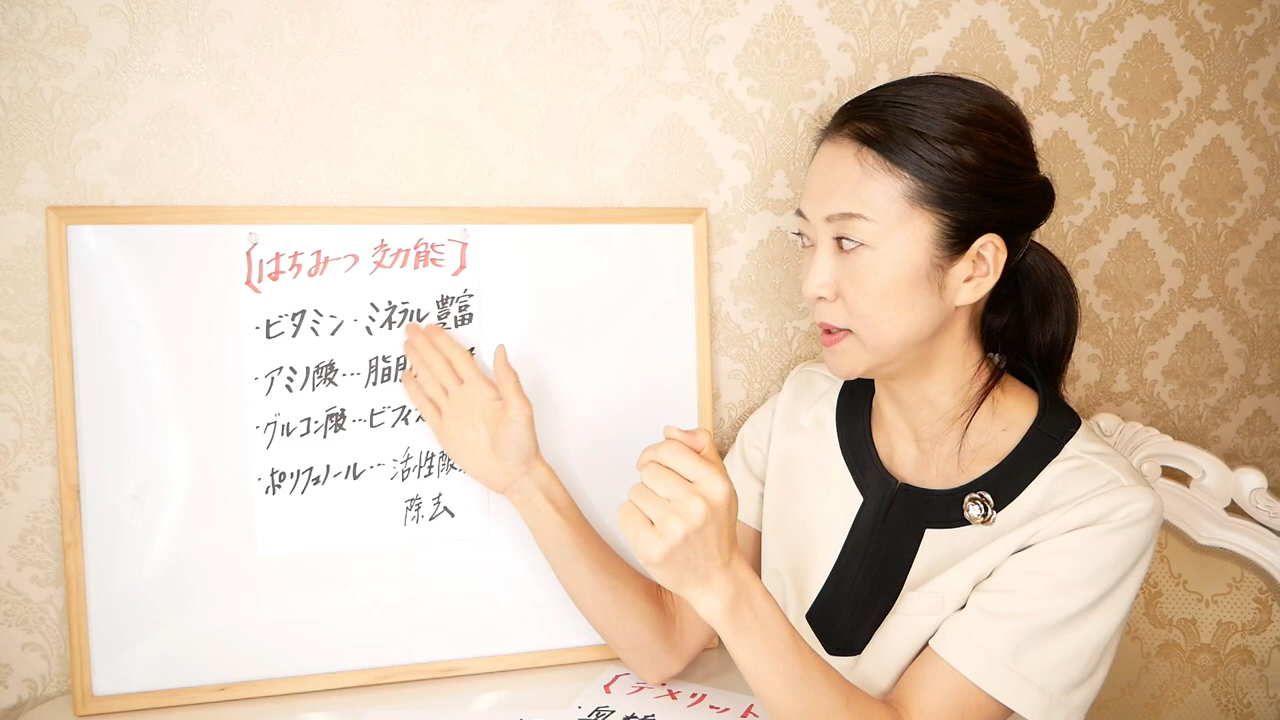 【はちみつ 効能】
・ビタミン・ミネラル豊富
・アミノ酸…脂肪
・グルコン酸…ビフィズ
・ポリフェノール…活性酸
除去
【デメリット